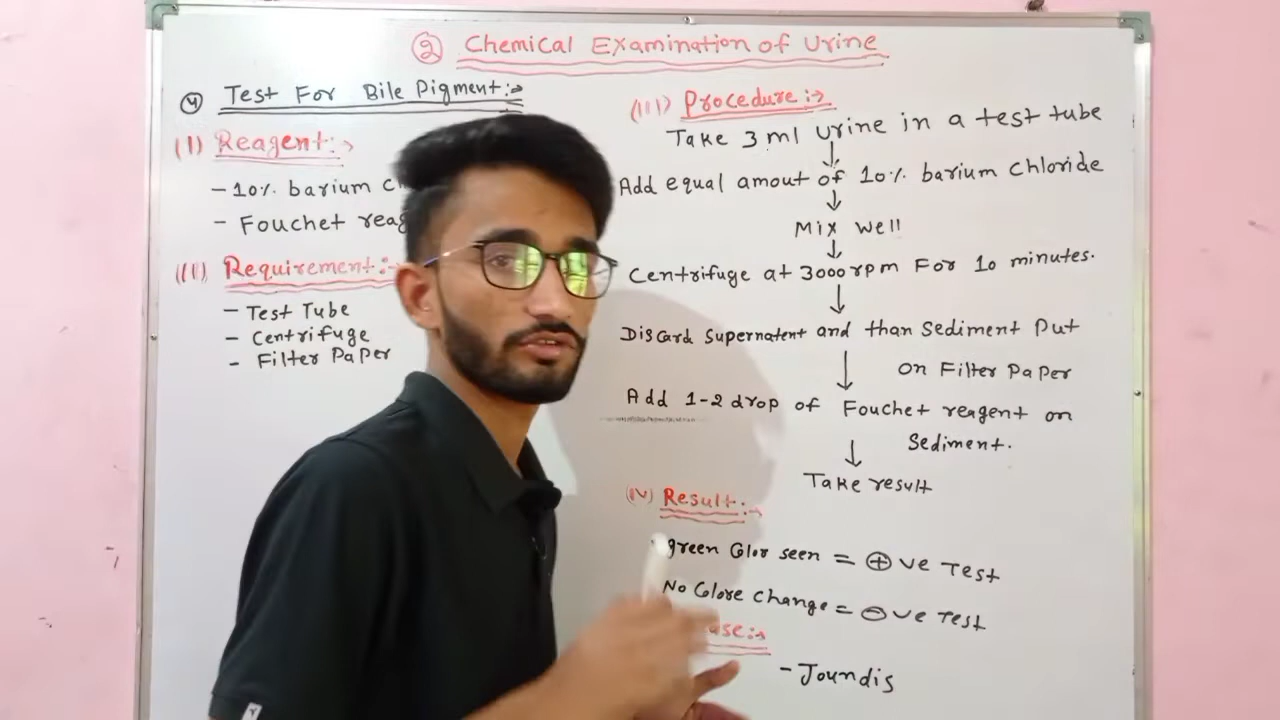 2 Chemical Examination of Urine
4 Test For Bile Pigment:→
(I) Reagent:→
- 10% barium
- Fouchet
(II) Requirement:-
- Test Tube
- Centrifuge
- Filter Paper
(III) Procedure:→
Take 3 ml urine in a test tube
↓
Add equal amout of 10% barium Chloride
↓
Mix well
↓
Centrifuge at 3000 rpm For 10 minutes.
↓
Discard Supernatent and than Sediment Put
↓ on Filter Paper
Add 1-2 drop of Fouchet reagent on
↓ Sediment.
Take result
(IV) Result:→
green Color seen = ⊕ ve Test
No Colore change = ⊖ ve Test
- Joundis